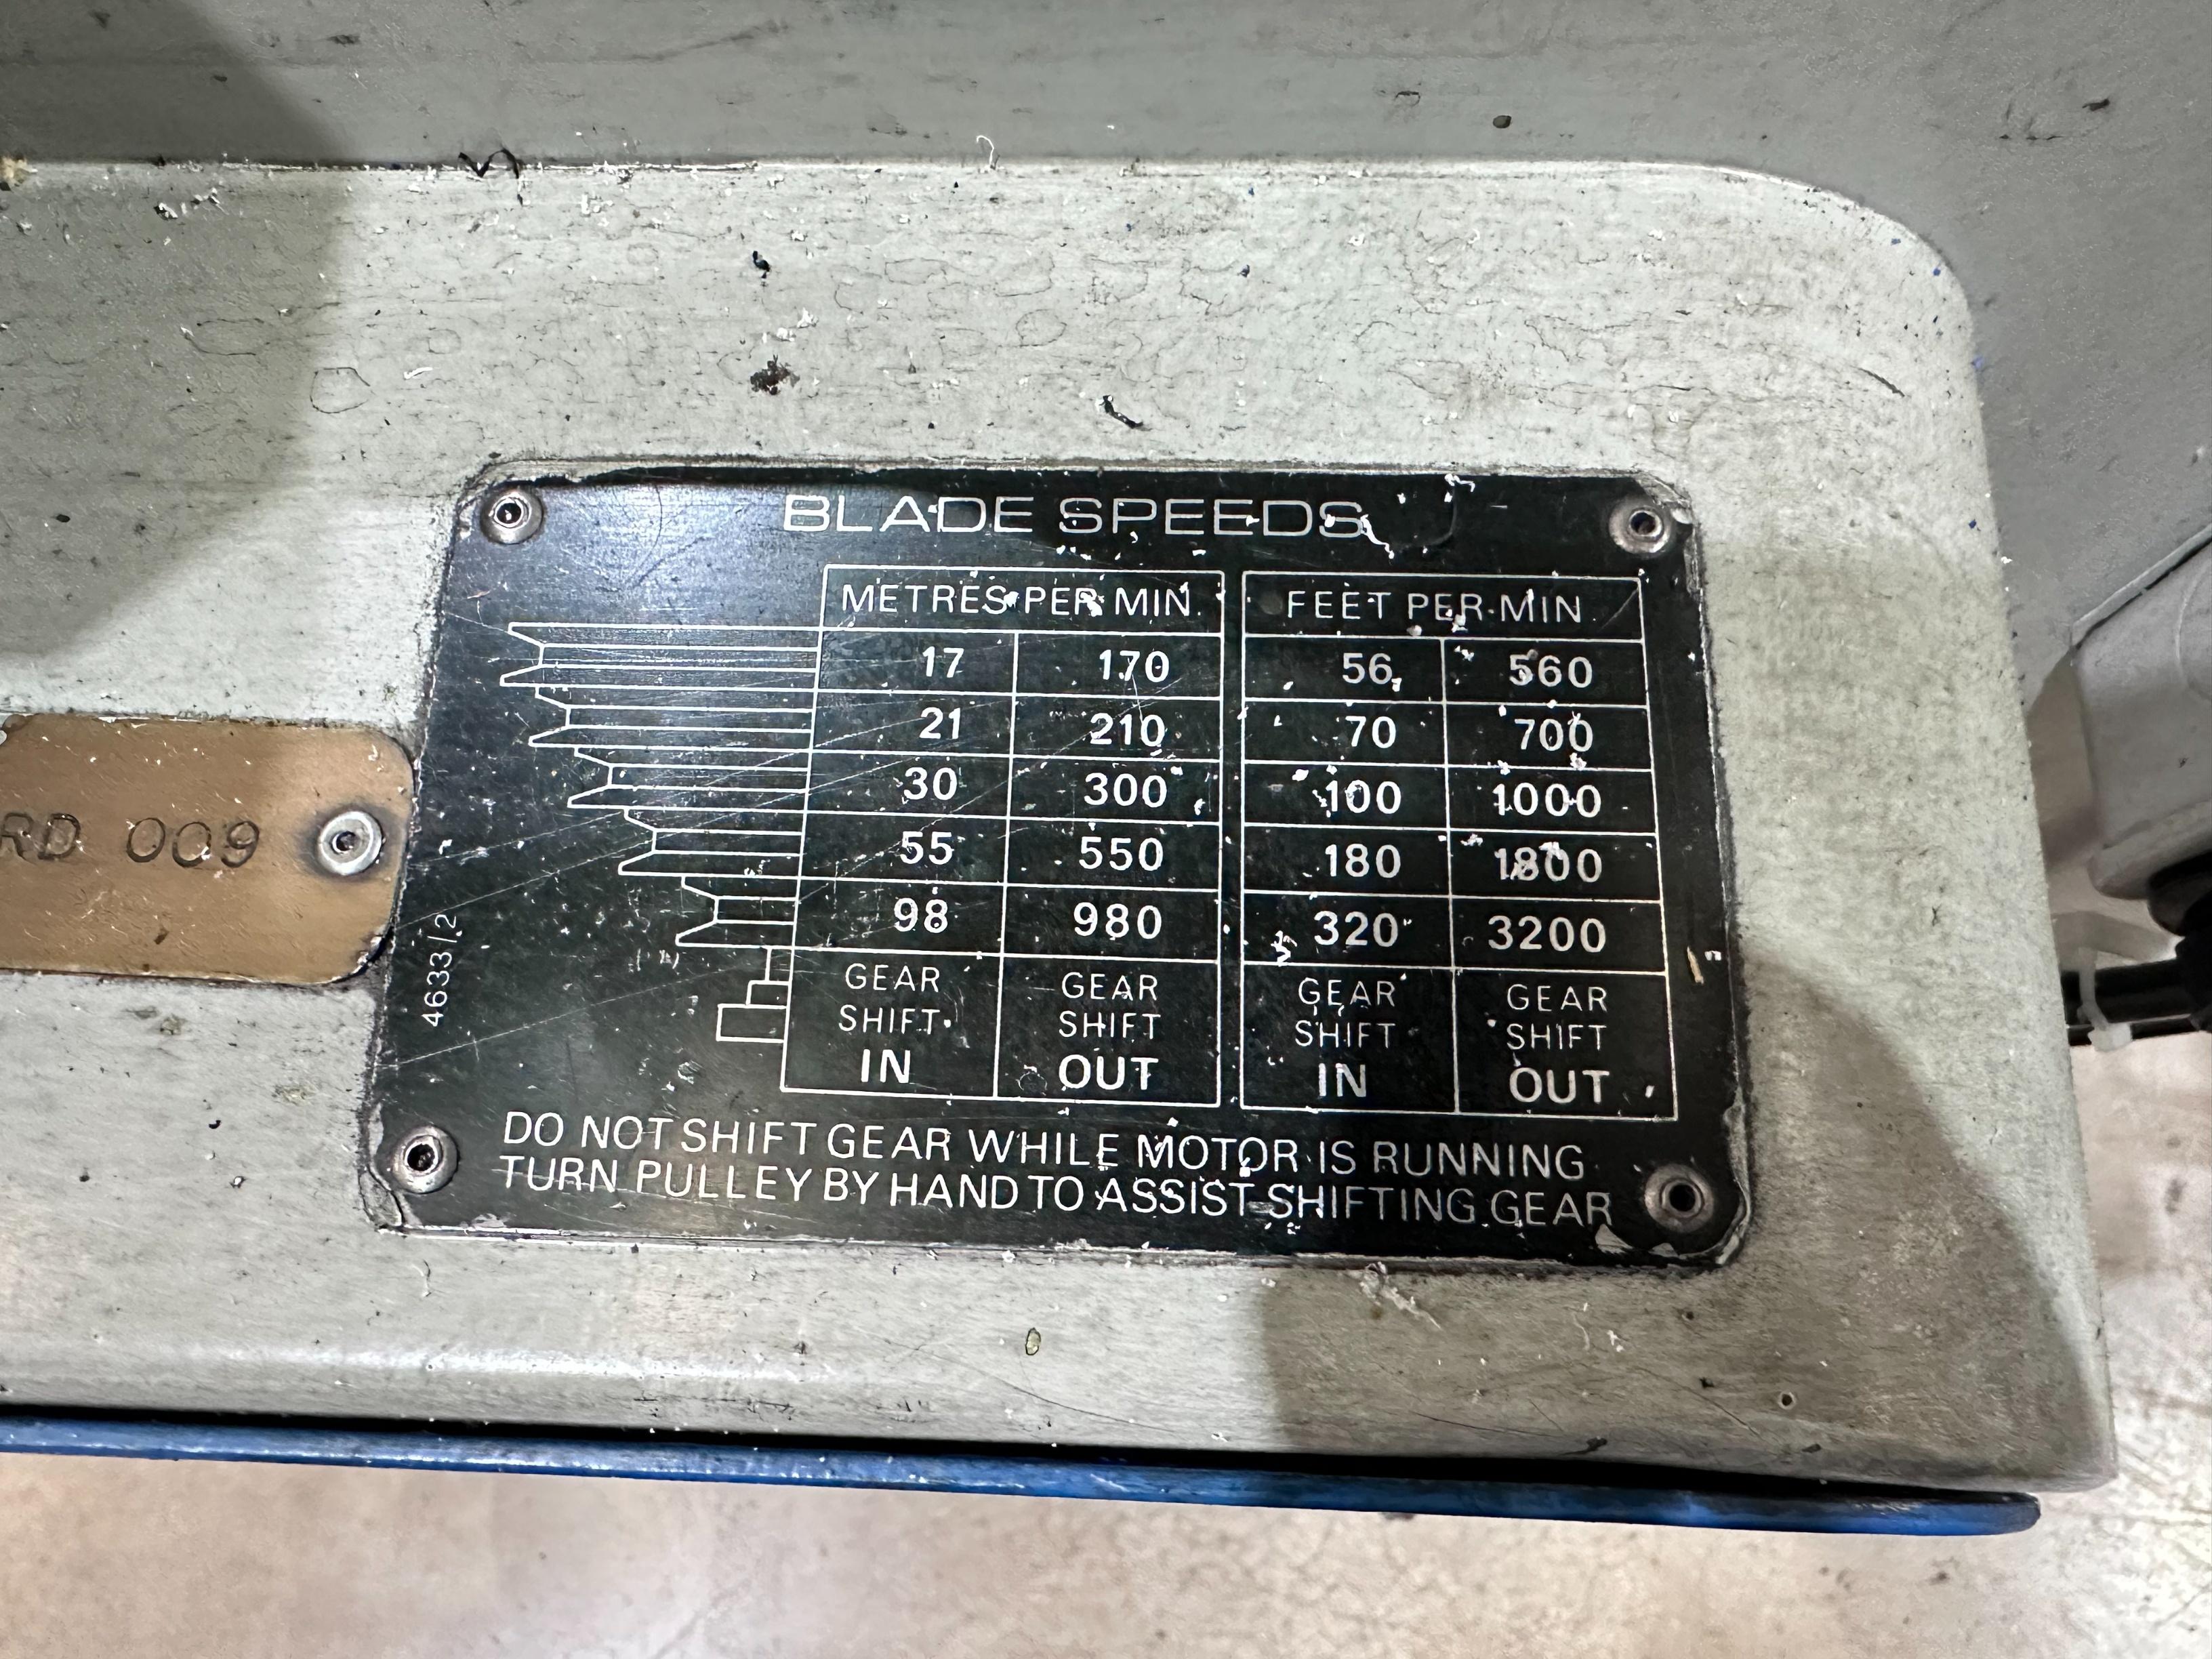 BLADE SPEEDS
METRES PER MIN. FEET PER MIN.
17 170 56 560
21 210 70 700
30 300 100 1000
55 550 180 1800
98 980 320 3200
GEAR GEAR GEAR GEAR
SHIFT SHIFT SHIFT SHIFT
IN OUT IN OUT
DO NOT SHIFT GEAR WHILE MOTOR IS RUNNING
TURN PULLEY BY HAND TO ASSIST SHIFTING GEAR
4633/2
RD 009